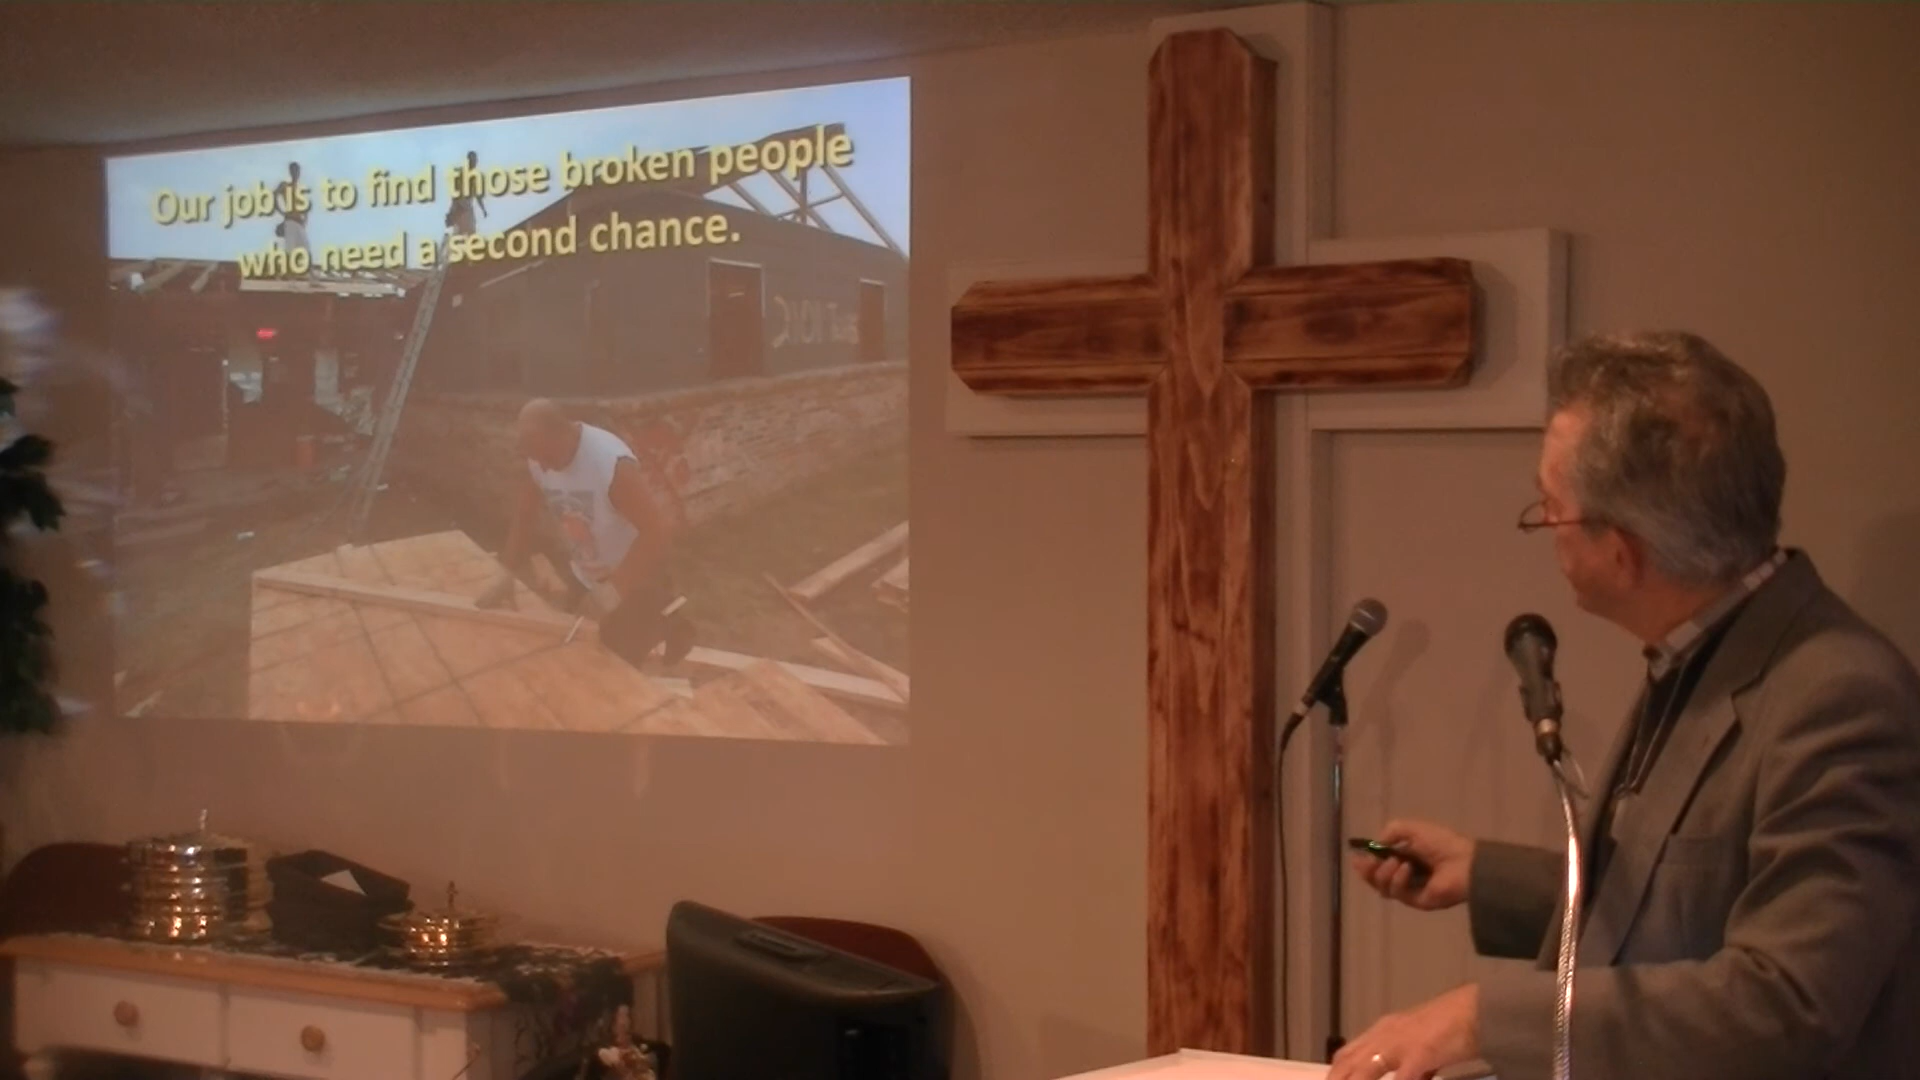 Our job is to find those broken people
who need a second chance.